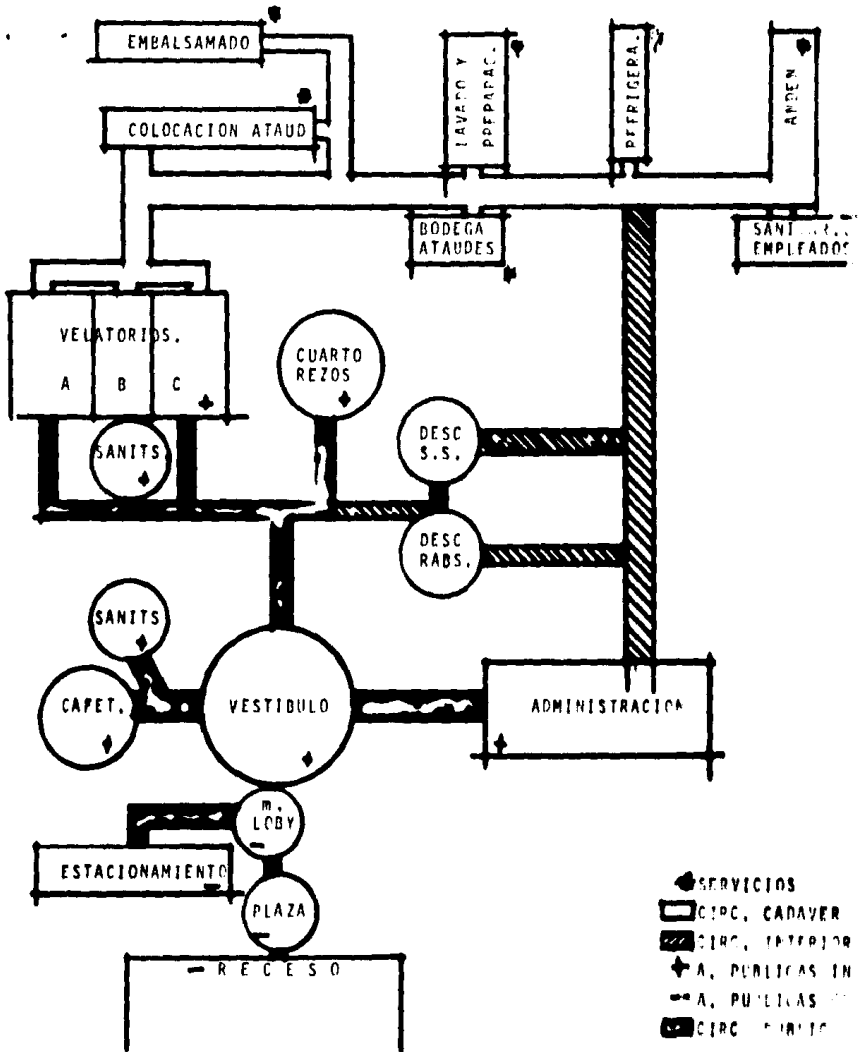 EMBALSAMADO
COLOCACION ATAUD
LAVADO Y
PREPARAC.
REFRIGERA.
ANDEN
BODEGA
ATAUDES
EMPLEADOS
VELATORIOS.
A B C
SANITS
CUARTO
REZOS
DESC
S.S.
DESC
RABS.
SANITS
CAFET.
VESTIBULO
ADMINISTRACION
m.
LOBY
ESTACIONAMIENTO
PLAZA
RECESO
SERVICIOS
CIRC. CADAVER
CIRC. INTERIOR
A. PUBLICAS IN
A. PUBLICAS
CIRC